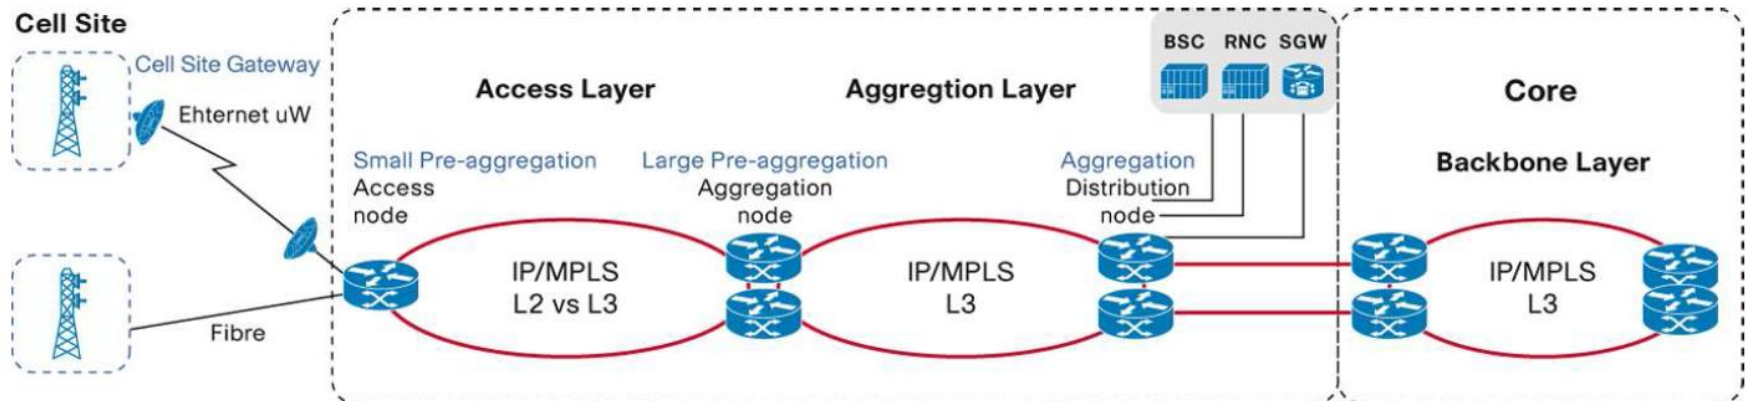 Cell Site
Cell Site Gateway
Ehternet uW
Fibre
Access Layer
Small Pre-aggregation
Access
node
IP/MPLS
L2 vs L3
Aggregtion Layer
Large Pre-aggregation
Aggregation
node
IP/MPLS
L3
BSC RNC SGW
Aggregation
Distribution
node
Core
Backbone Layer
IP/MPLS
L3